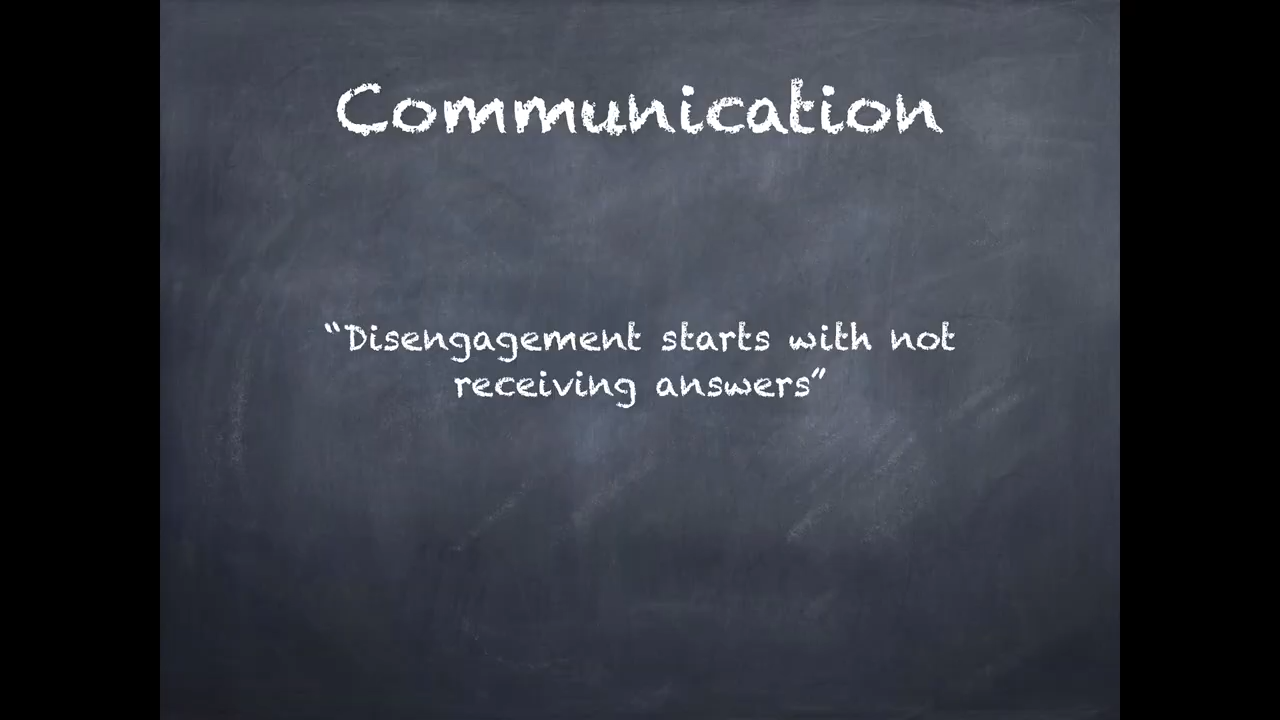 Communication
“Disengagement starts with not
receiving answers”